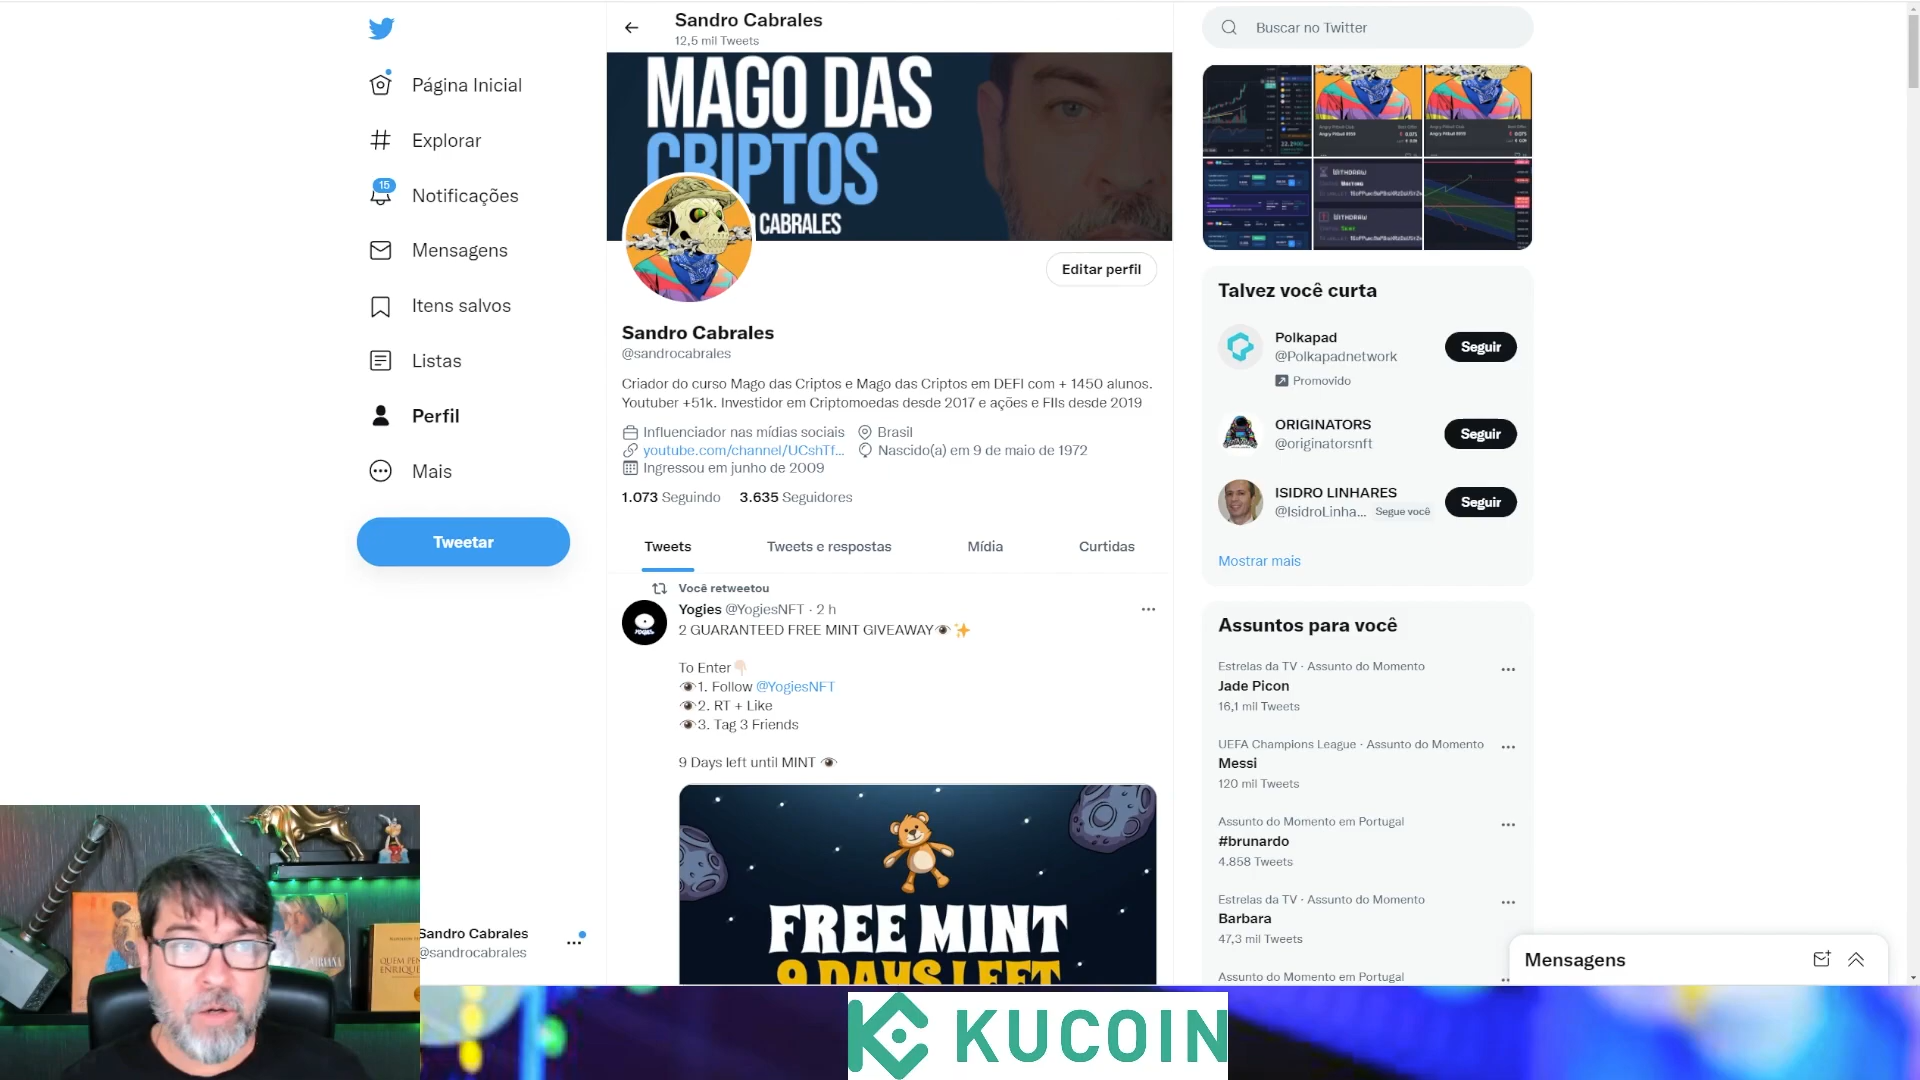 Página Inicial
Explorar
15
Notificações
Mensagens
Itens salvos
Listas
Perfil
Mais
Tweetar
Sandro Cabrales
@sandrocabrales
Sandro Cabrales
12,5 mil Tweets
MAGO DAS
CRIPTOS
CABRALES
Editar perfil
Sandro Cabrales
@sandrocabrales
Criador do curso Mago das Criptos e Mago das Criptos em DEFI com + 1450 alunos.
Youtuber +51k. Investidor em Criptomoedas desde 2017 e ações e FIIs desde 2019
Influenciador nas mídias sociais Brasil
youtube.com/channel/UCshTf... Nascido(a) em 9 de maio de 1972
Ingressou em junho de 2009
1.073 Seguindo 3.635 Seguidores
Tweets Tweets e respostas Mídia Curtidas
Você retweetou
Yogies @YogiesNFT · 2 h
2 GUARANTEED FREE MINT GIVEAWAY👁✨
To Enter👇🏻
👁1. Follow @YogiesNFT
👁2. RT + Like
👁3. Tag 3 Friends
9 Days left until MINT 👁
FREE MINT
9 DAYS LEFT
Buscar no Twitter
WITHDRAW
WAITING
WITHDRAW
Talvez você curta
Polkapad
@Polkapadnetwork
Seguir
Promovido
ORIGINATORS
@originatorsnft
Seguir
ISIDRO LINHARES
@IsidroLinha... Segue você
Seguir
Mostrar mais
Assuntos para você
Estrelas da TV · Assunto do Momento
Jade Picon
16,1 mil Tweets
UEFA Champions League · Assunto do Momento
Messi
120 mil Tweets
Assunto do Momento em Portugal
#brunardo
4.858 Tweets
Estrelas da TV · Assunto do Momento
Barbara
47,3 mil Tweets
Assunto do Momento em Portugal
Mensagens
KUCOIN